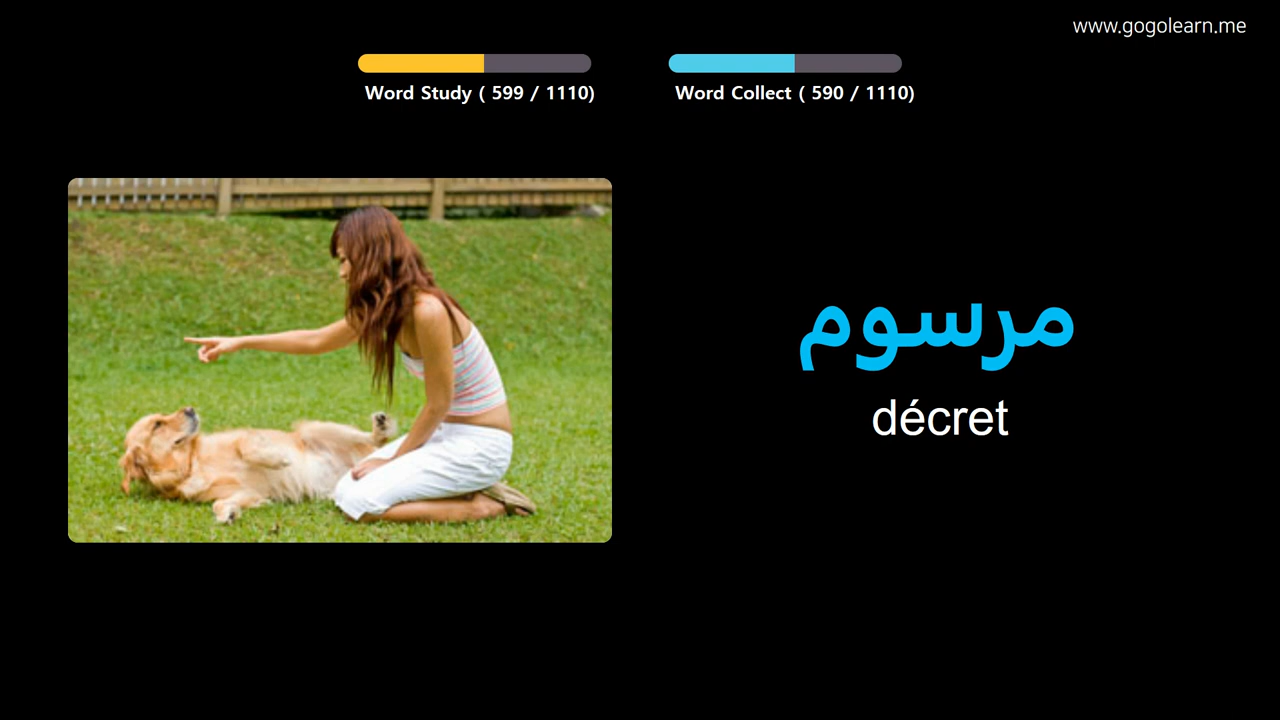 www.gogolearn.me
Word Study ( 599 / 1110)
Word Collect ( 590 / 1110)
مرسوم
décret